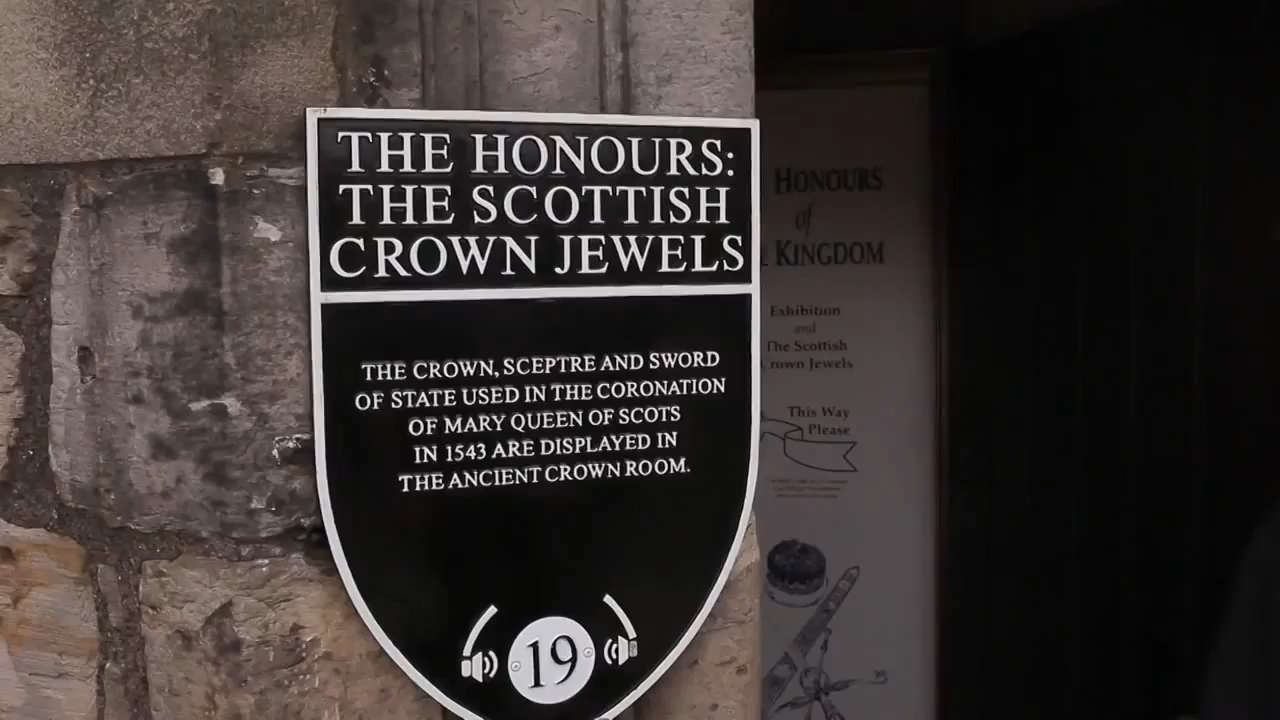 THE HONOURS:
THE SCOTTISH
CROWN JEWELS
THE CROWN, SCEPTRE AND SWORD
OF STATE USED IN THE CORONATION
OF MARY QUEEN OF SCOTS
IN 1543 ARE DISPLAYED IN
THE ANCIENT CROWN ROOM.
19
HONOURS
of
KINGDOM
Exhibition
and
The Scottish
Crown Jewels
This Way
Please